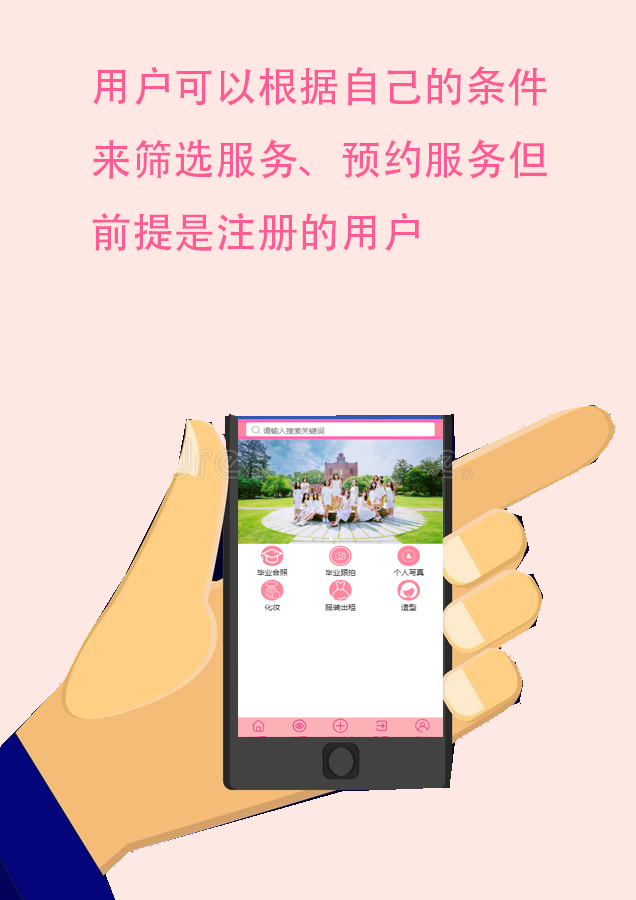 用户可以根据自己的条件
来筛选服务、预约服务但
前提是注册的用户
请输入搜索关键词
毕业合照 毕业跟拍 个人写真
化妆 服装出租 造型